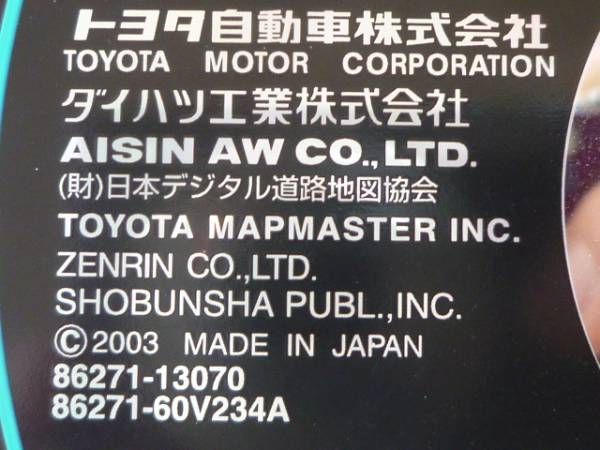 トヨタ自動車株式会社
TOYOTA MOTOR CORPORATION
ダイハツ工業株式会社
AISIN AW CO.,LTD.
(財)日本デジタル道路地図協会
TOYOTA MAPMASTER INC.
ZENRIN CO.,LTD.
SHOBUNSHA PUBL.,INC.
©2003 MADE IN JAPAN
86271-13070
86271-60V234A